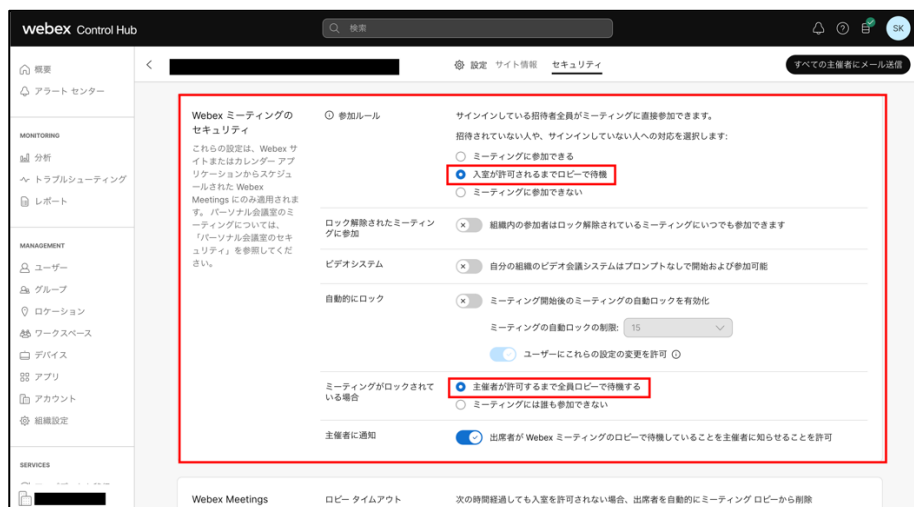 webex Control Hub
検索
SK
概要
アラート センター
MONITORING
分析
トラブルシューティング
レポート
MANAGEMENT
ユーザー
グループ
ロケーション
ワークスペース
デバイス
アプリ
アカウント
組織設定
SERVICES
設定 サイト情報 セキュリティ
すべての主催者にメール送信
Webex ミーティングの
セキュリティ
これらの設定は、Webex サ
イトまたはカレンダー アプ
リケーションからスケジュ
ールされた Webex
Meetings にのみ適用されま
す。パーソナル会議室のミ
ーティングについては、
「パーソナル会議室のセキ
ュリティ」を参照してくだ
さい。
参加ルール
サインインしている招待者全員がミーティングに直接参加できます。
招待されていない人や、サインインしていない人への対応を選択します:
ミーティングに参加できる
入室が許可されるまでロビーで待機
ミーティングに参加できない
ロック解除されたミーティン
グに参加
組織内の参加者はロック解除されているミーティングにいつでも参加できます
ビデオシステム
自分の組織のビデオ会議システムはプロンプトなしで開始および参加可能
自動的にロック
ミーティング開始後のミーティングの自動ロックを有効化
ミーティングの自動ロックの制限: 15
ユーザーにこれらの設定の変更を許可
ミーティングがロックされて
いる場合
主催者が許可するまで全員ロビーで待機する
ミーティングには誰も参加できない
主催者に通知
出席者が Webex ミーティングのロビーで待機していることを主催者に知らせることを許可
Webex Meetings
ロビー タイムアウト
次の時間経過しても入室を許可されない場合、出席者を自動的にミーティング ロビーから削除